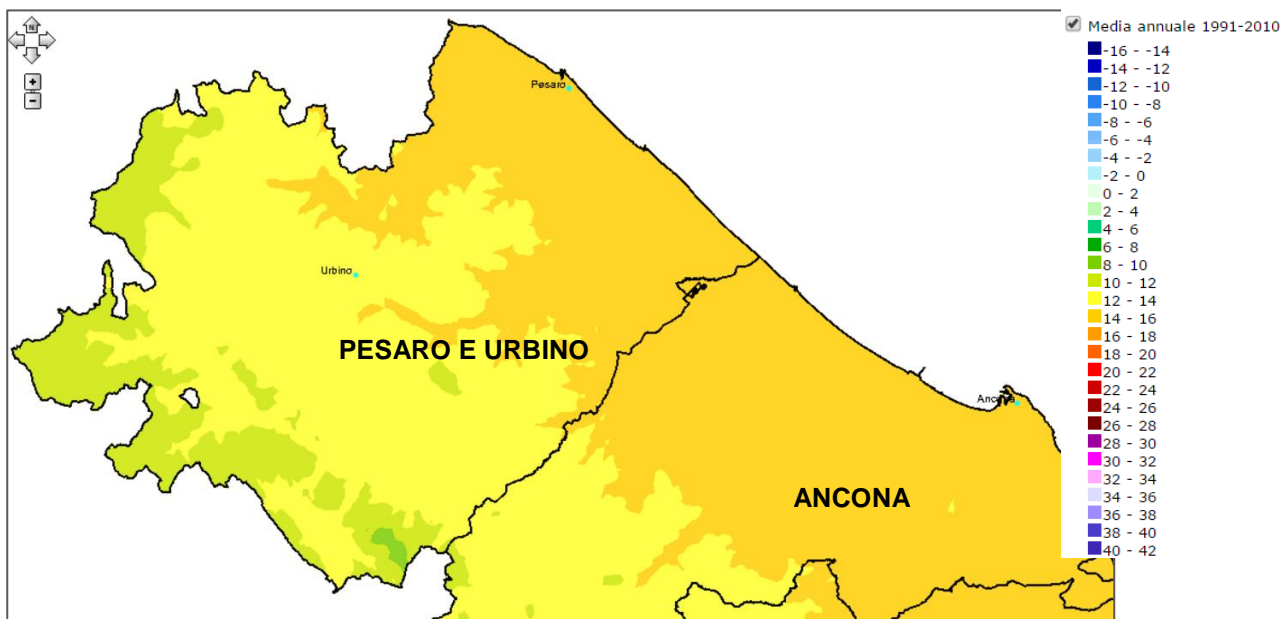 N
+
-
Pesaro
Urbino
PESARO E URBINO
Ancona
ANCONA
Media annuale 1991-2010
-16 - -14
-14 - -12
-12 - -10
-10 - -8
-8 - -6
-6 - -4
-4 - -2
-2 - 0
0 - 2
2 - 4
4 - 6
6 - 8
8 - 10
10 - 12
12 - 14
14 - 16
16 - 18
18 - 20
20 - 22
22 - 24
24 - 26
26 - 28
28 - 30
30 - 32
32 - 34
34 - 36
36 - 38
38 - 40
40 - 42